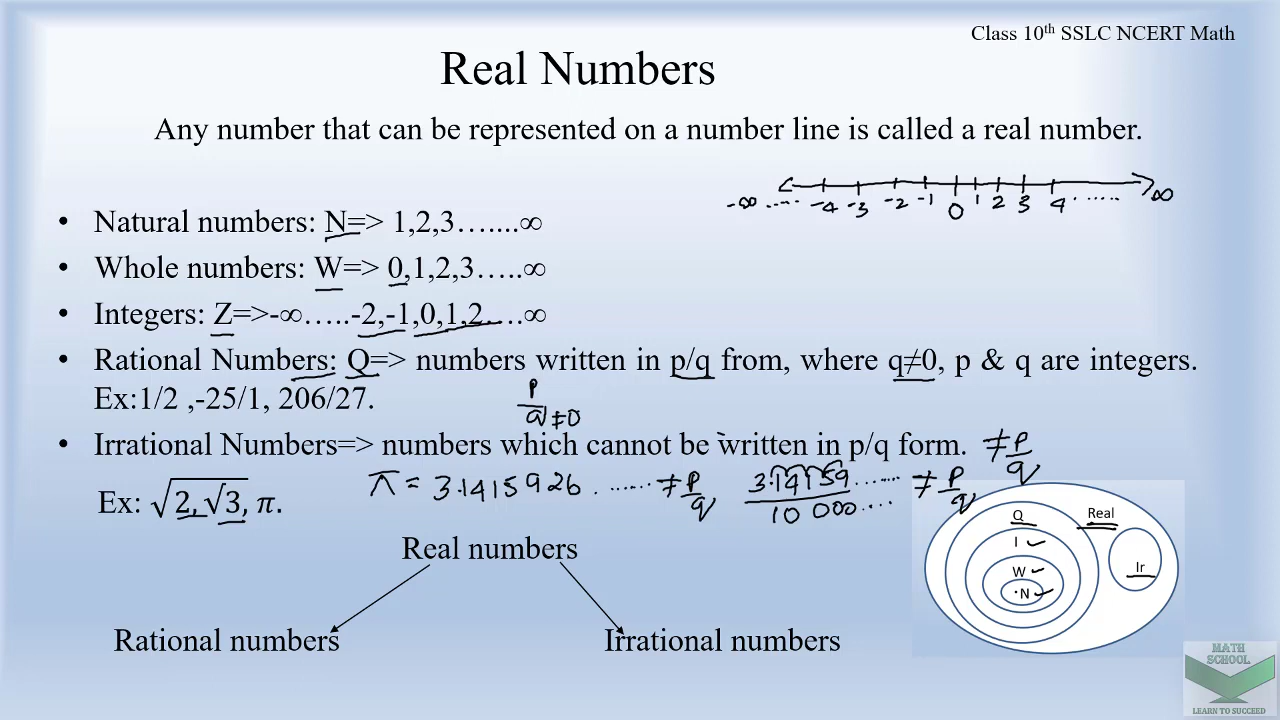 Class 10th SSLC NCERT Math
Real Numbers
Any number that can be represented on a number line is called a real number.
-∞ ..... -4 -3 -2 -1 0 1 2 3 4 ...... ∞
• Natural numbers: N=> 1,2,3…....∞
• Whole numbers: W=> 0,1,2,3…..∞
• Integers: Z=>-∞…..-2,-1,0,1,2….∞
• Rational Numbers: Q=> numbers written in p/q from, where q≠0, p & q are integers.
Ex:1/2 ,-25/1, 206/27.
p/q≠0
• Irrational Numbers=> numbers which cannot be written in p/q form. ≠ p/q
Ex: √2, √3, π.
π = 3.1415926....... ≠ p/q
3.14159....... / 10 000.... ≠ p/q
Real numbers
Rational numbers
Irrational numbers
Q
Real
I
W
N
Ir
MATH
SCHOOL
LEARN TO SUCCEED